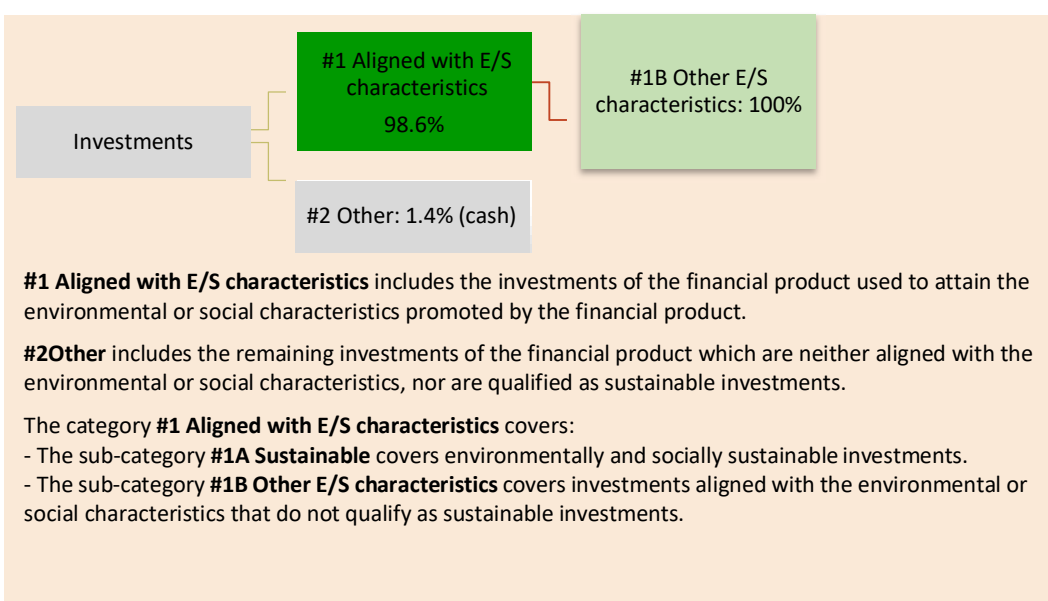 #1 Aligned with E/S
characteristics
98.6%
#1B Other E/S
characteristics: 100%
Investments
#2 Other: 1.4% (cash)
#1 Aligned with E/S characteristics includes the investments of the financial product used to attain the
environmental or social characteristics promoted by the financial product.
#2Other includes the remaining investments of the financial product which are neither aligned with the
environmental or social characteristics, nor are qualified as sustainable investments.
The category #1 Aligned with E/S characteristics covers:
- The sub-category #1A Sustainable covers environmentally and socially sustainable investments.
- The sub-category #1B Other E/S characteristics covers investments aligned with the environmental or
social characteristics that do not qualify as sustainable investments.